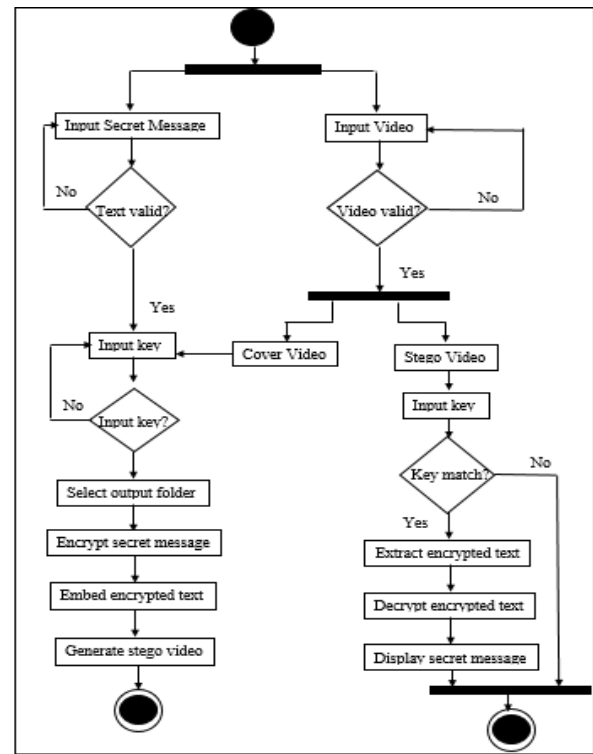 Input Secret Message
Input Video
No
Text valid?
Video valid?
No
Yes
Yes
Input key
Cover Video
Stego Video
Input key
No
Input key?
Key match?
No
Select output folder
Yes
Encrypt secret message
Extract encrypted text
Embed encrypted text
Decrypt encrypted text
Generate stego video
Display secret message